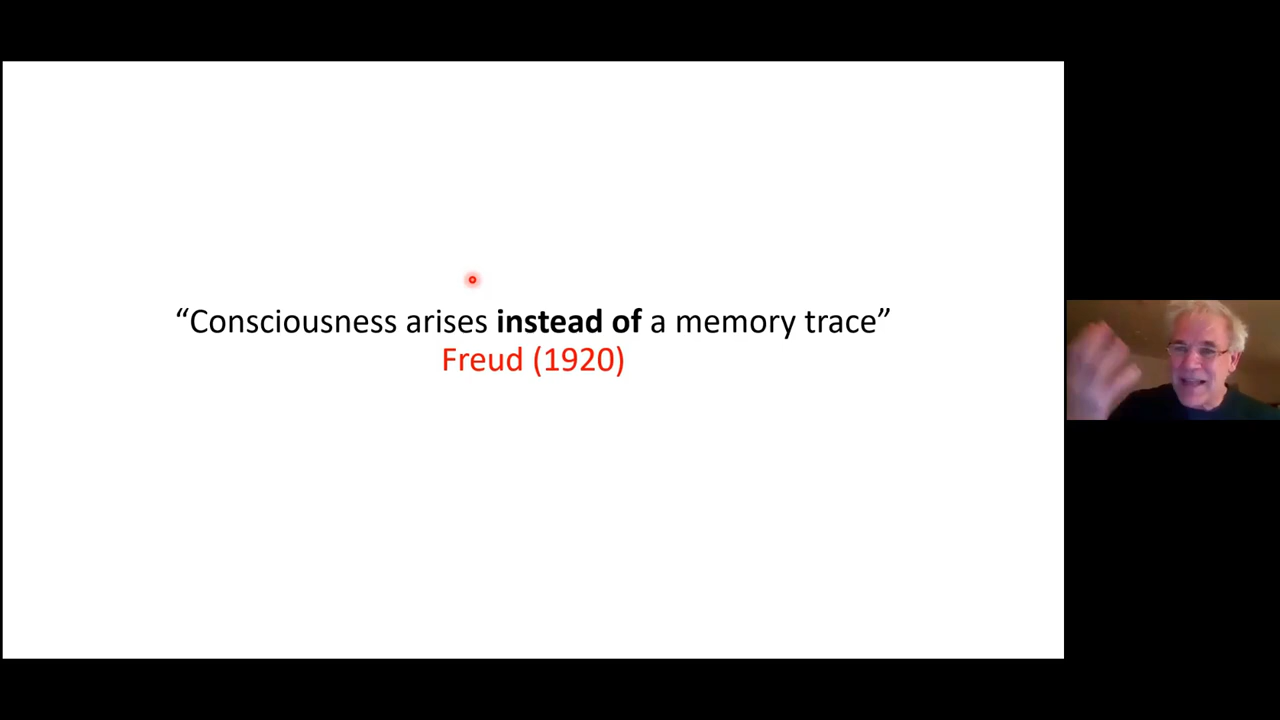 “Consciousness arises instead of a memory trace”
Freud (1920)